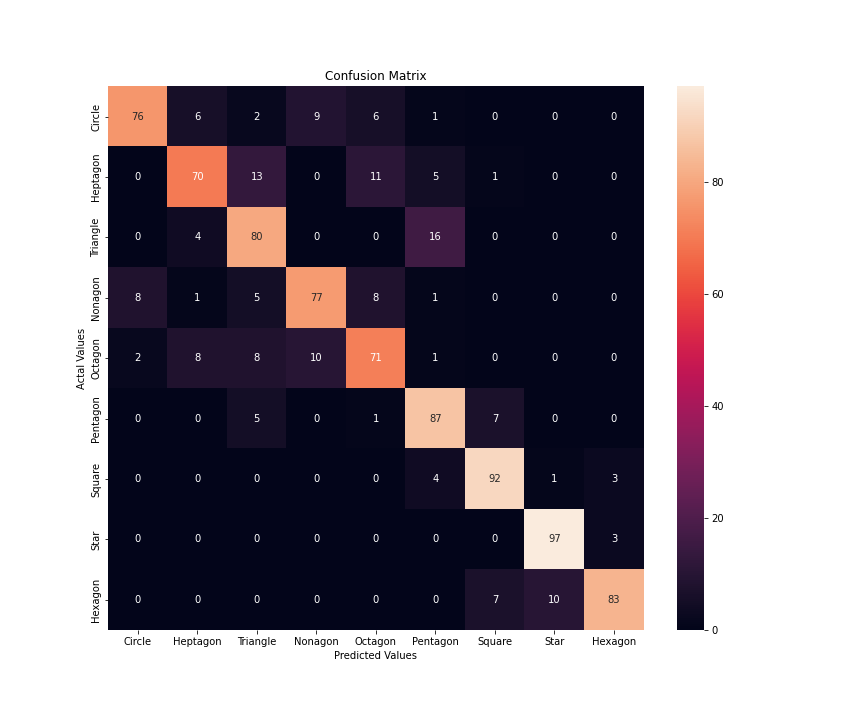 Confusion Matrix
Actal Values
Circle 76 6 2 9 6 1 0 0 0
Heptagon 0 70 13 0 11 5 1 0 0
Triangle 0 4 80 0 0 16 0 0 0
Nonagon 8 1 5 77 8 1 0 0 0
Octagon 2 8 8 10 71 1 0 0 0
Pentagon 0 0 5 0 1 87 7 0 0
Square 0 0 0 0 0 4 92 1 3
Star 0 0 0 0 0 0 0 97 3
Hexagon 0 0 0 0 0 0 7 10 83
Circle Heptagon Triangle Nonagon Octagon Pentagon Square Star Hexagon
Predicted Values
80
60
40
20
0